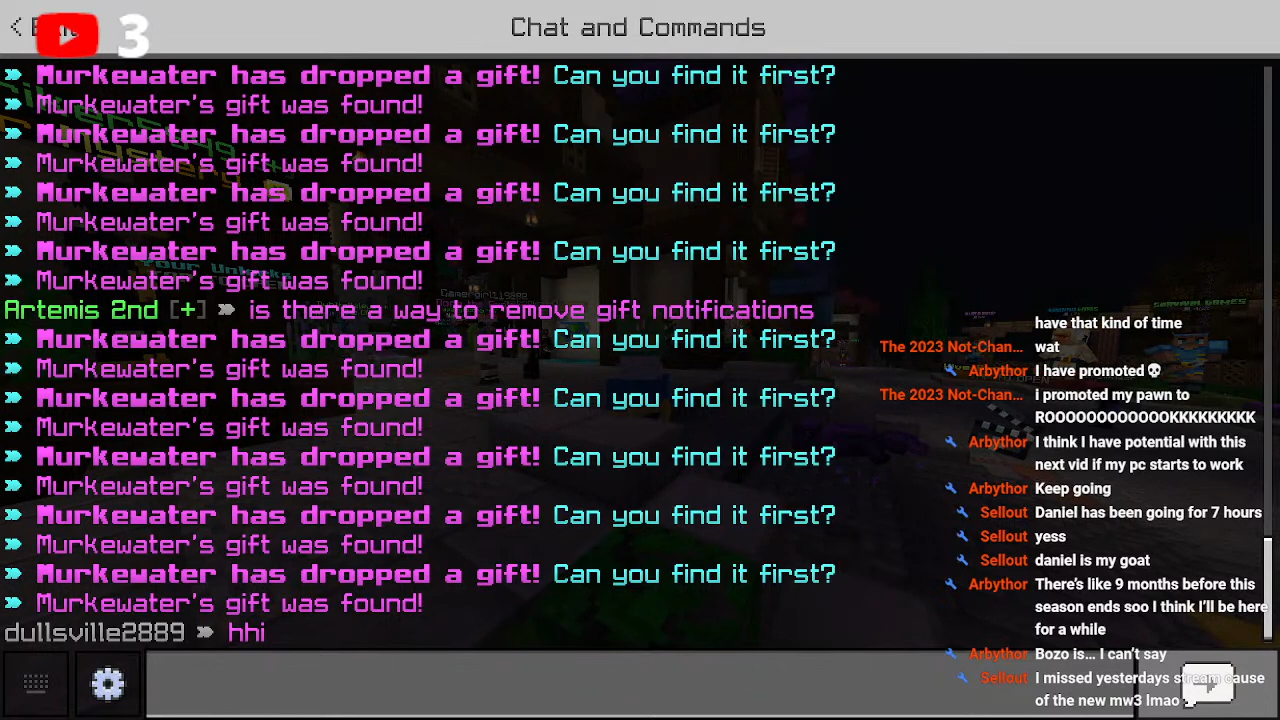 3
Chat and Commands
Murkewater has dropped a gift! Can you find it first?
Murkewater's gift was found!
Murkewater has dropped a gift! Can you find it first?
Murkewater's gift was found!
Murkewater has dropped a gift! Can you find it first?
Murkewater's gift was found!
Murkewater has dropped a gift! Can you find it first?
Murkewater's gift was found!
Artemis 2nd [+] » is there a way to remove gift notifications
Murkewater has dropped a gift! Can you find it first?
Murkewater's gift was found!
Murkewater has dropped a gift! Can you find it first?
Murkewater's gift was found!
Murkewater has dropped a gift! Can you find it first?
Murkewater's gift was found!
Murkewater has dropped a gift! Can you find it first?
Murkewater's gift was found!
Murkewater has dropped a gift! Can you find it first?
Murkewater's gift was found!
dullsville2889 » hhi
have that kind of time
The 2023 Not-Chan... wat
Arbythor I have promoted 💀
The 2023 Not-Chan... I promoted my pawn to
ROOOOOOOOOOOKKKKKKKKK
Arbythor I think I have potential with this
next vid if my pc starts to work
Arbythor Keep going
Sellout Daniel has been going for 7 hours
Sellout yess
Sellout daniel is my goat
Arbythor There's like 9 months before this
season ends soo I think I'll be here
for a while
Arbythor Bozo is... I can't say
Sellout I missed yesterdays stream cause
of the new mw3 lmao